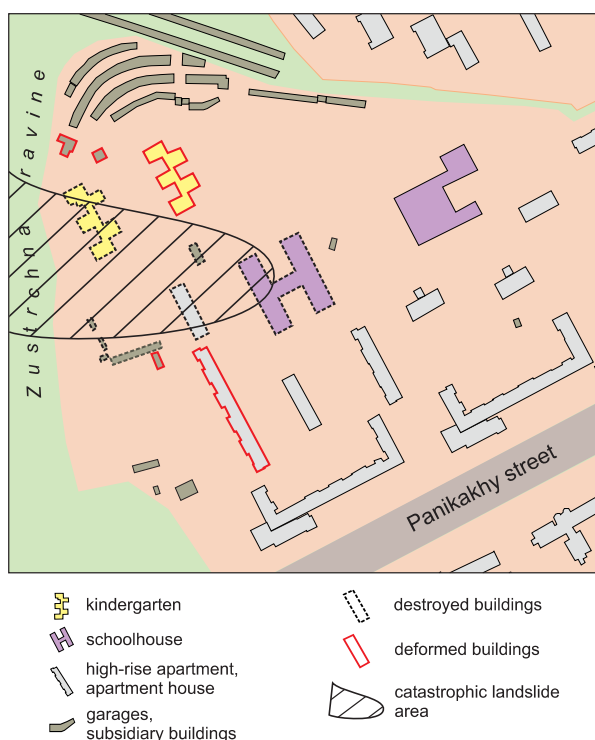 Zustrchna ravine
Panikakhy street
kindergarten
schoolhouse
high-rise apartment,
apartment house
garages,
subsidiary buildings
destroyed buildings
deformed buildings
catastrophic landslide
area